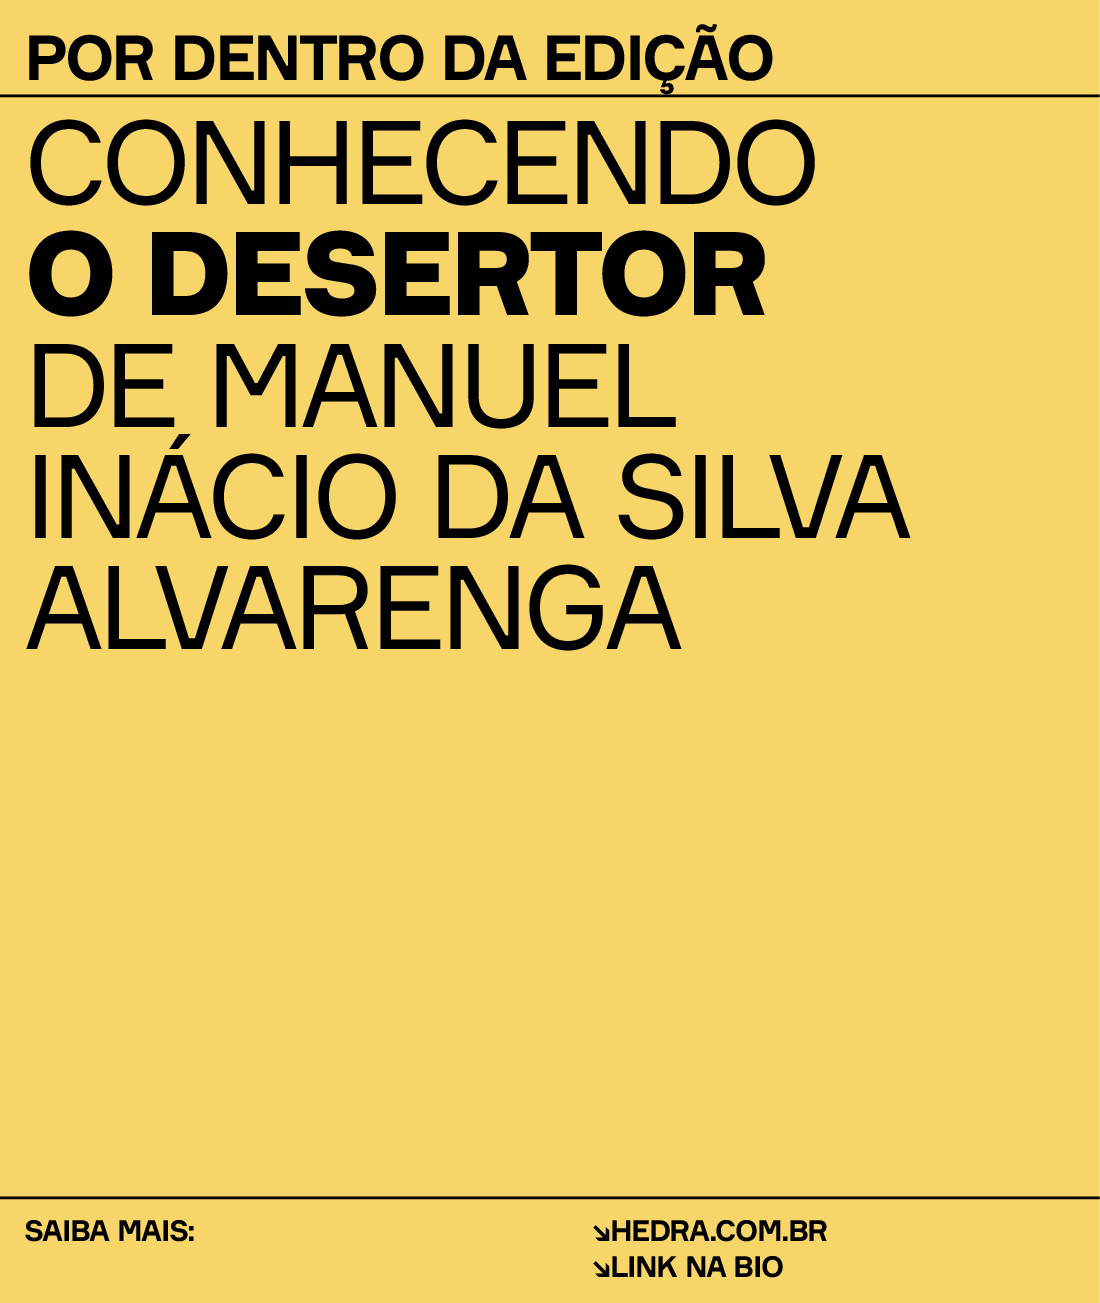 POR DENTRO DA EDIÇÃO
CONHECENDO
O DESERTOR
DE MANUEL
INÁCIO DA SILVA
ALVARENGA
SAIBA MAIS:
↘HEDRA.COM.BR
↘LINK NA BIO